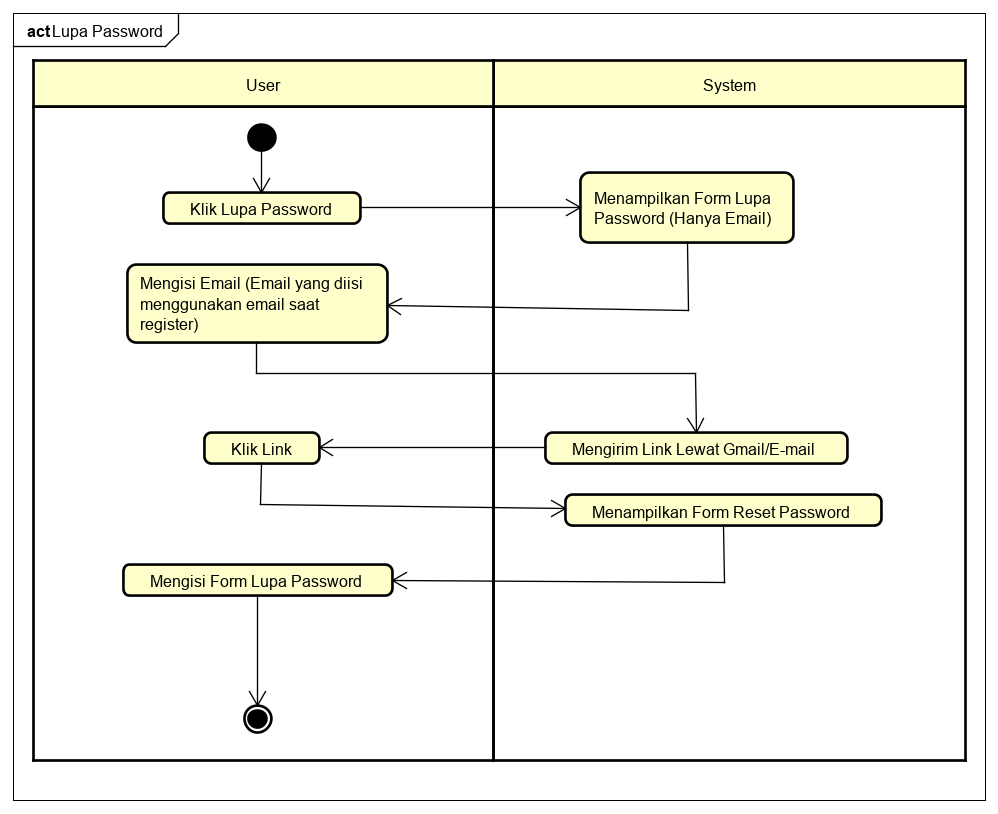 act Lupa Password
User
System
Klik Lupa Password
Menampilkan Form Lupa
Password (Hanya Email)
Mengisi Email (Email yang diisi
menggunakan email saat
register)
Mengirim Link Lewat Gmail/E-mail
Klik Link
Menampilkan Form Reset Password
Mengisi Form Lupa Password